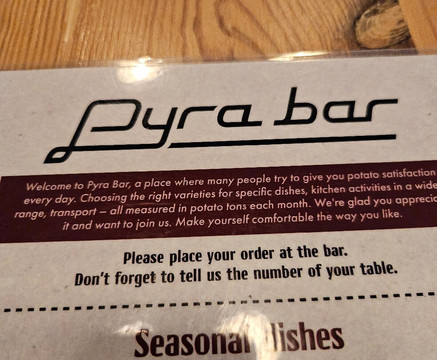 Pyra bar
Welcome to Pyra Bar, a place where many people try to give you potato satisfaction
every day. Choosing the right varieties for specific dishes, kitchen activities in a wide
range, transport – all measured in potato tons each month. We're glad you apprecia
it and want to join us. Make yourself comfortable the way you like.
Please place your order at the bar.
Don't forget to tell us the number of your table.
Seasonal dishes